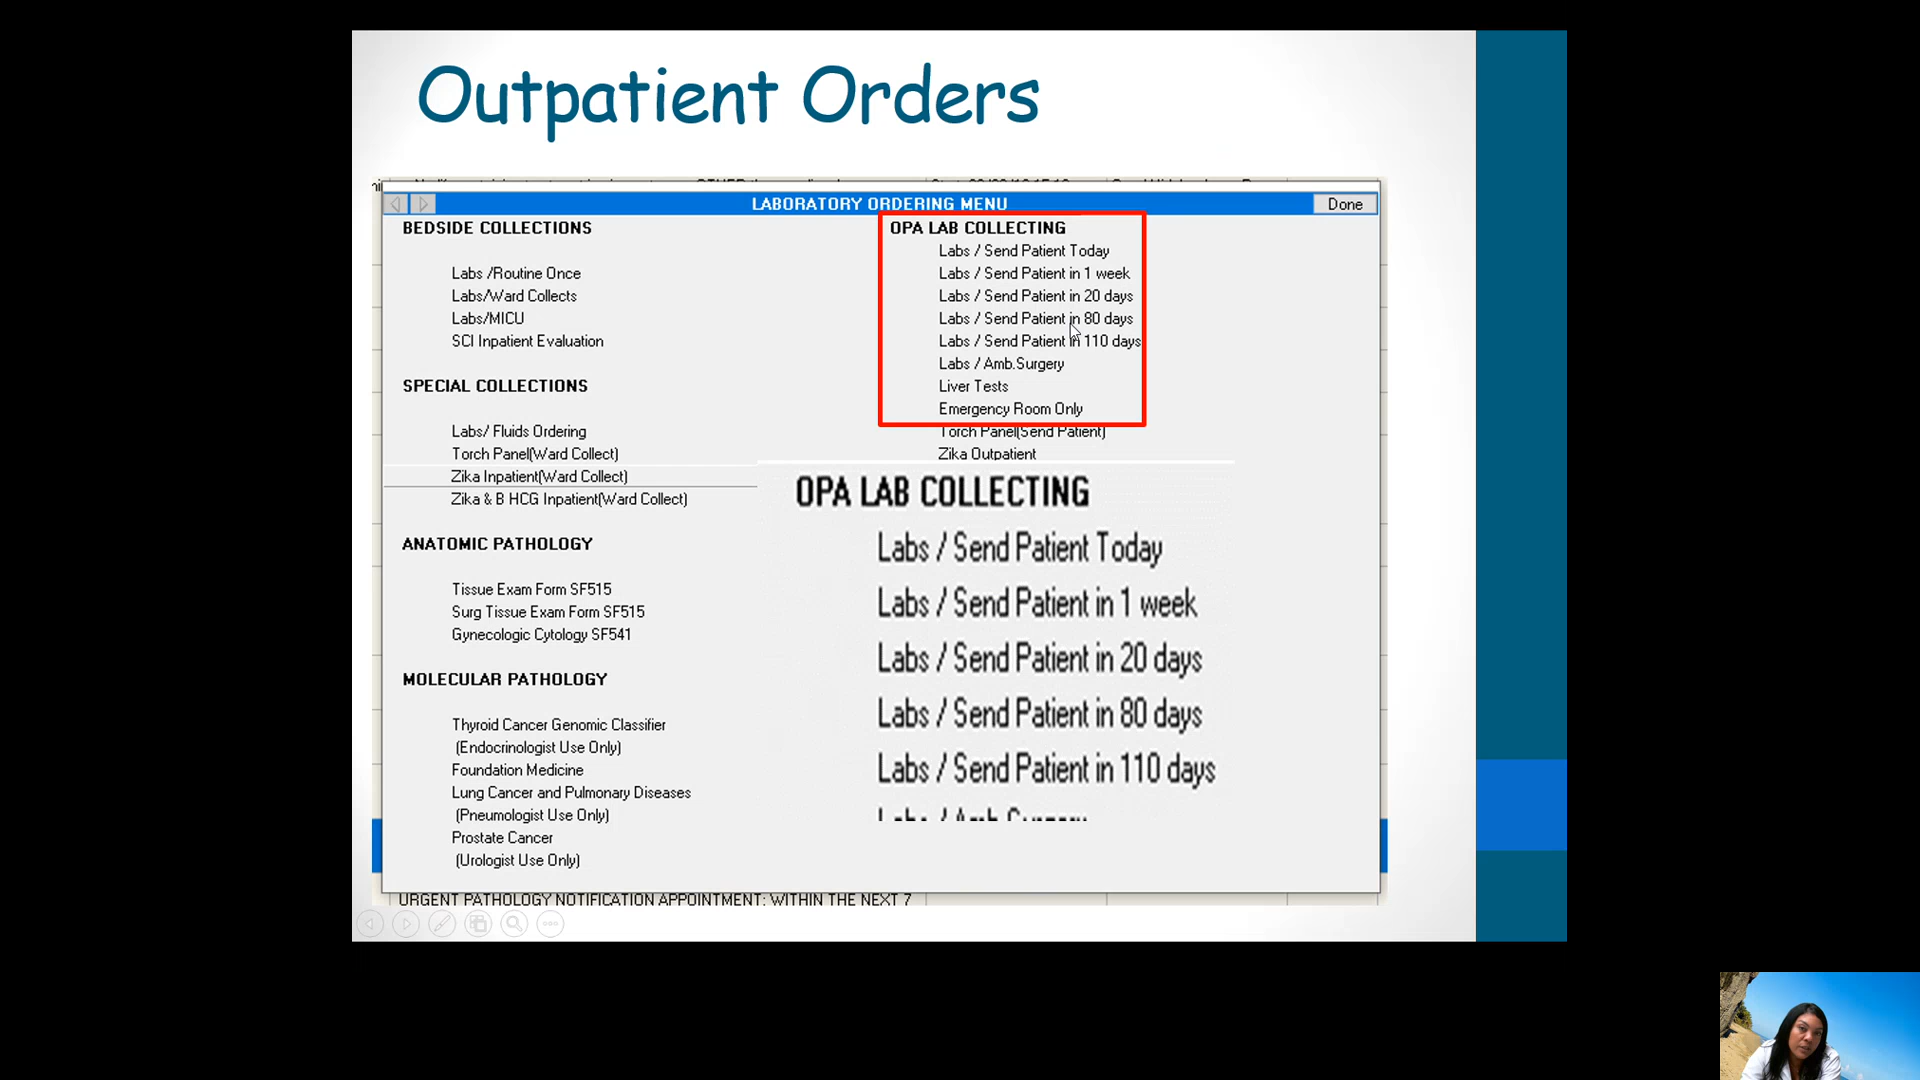 Outpatient Orders
LABORATORY ORDERING MENU
Done
BEDSIDE COLLECTIONS
Labs /Routine Once
Labs/Ward Collects
Labs/MICU
SCI Inpatient Evaluation
SPECIAL COLLECTIONS
Labs/ Fluids Ordering
Torch Panel(Ward Collect)
Zika Inpatient(Ward Collect)
Zika & B HCG Inpatient(Ward Collect)
ANATOMIC PATHOLOGY
Tissue Exam Form SF515
Surg Tissue Exam Form SF515
Gynecologic Cytology SF541
MOLECULAR PATHOLOGY
Thyroid Cancer Genomic Classifier
(Endocrinologist Use Only)
Foundation Medicine
Lung Cancer and Pulmonary Diseases
(Pneumologist Use Only)
Prostate Cancer
(Urologist Use Only)
OPA LAB COLLECTING
Labs / Send Patient Today
Labs / Send Patient in 1 week
Labs / Send Patient in 20 days
Labs / Send Patient in 80 days
Labs / Send Patient in 110 days
Labs / Amb.Surgery
Liver Tests
Emergency Room Only
Torch Panel(Send Patient)
Zika Outpatient
OPA LAB COLLECTING
Labs / Send Patient Today
Labs / Send Patient in 1 week
Labs / Send Patient in 20 days
Labs / Send Patient in 80 days
Labs / Send Patient in 110 days
Labs / Amb.Surgery
URGENT PATHOLOGY NOTIFICATION APPOINTMENT: WITHIN THE NEXT 7